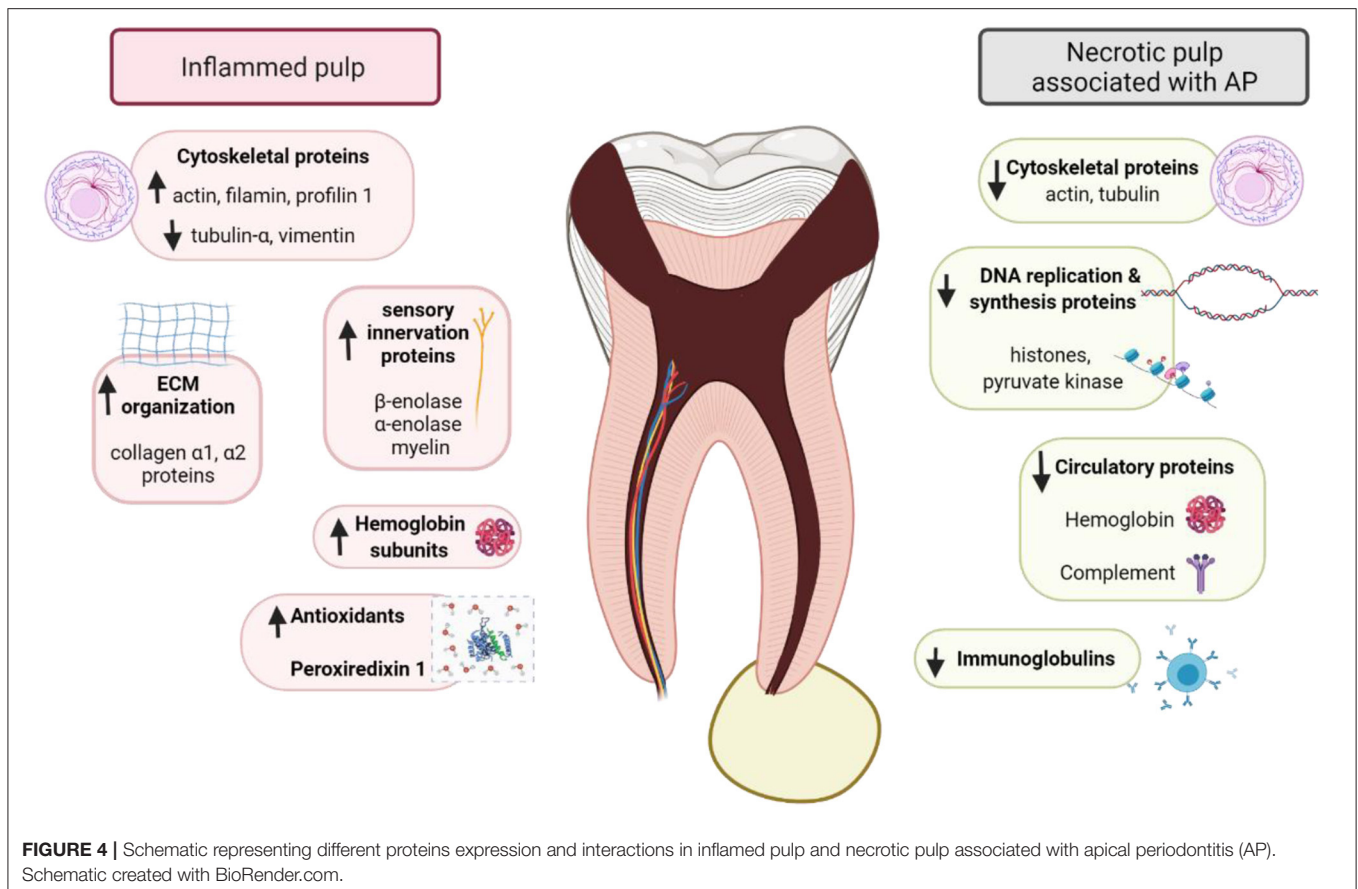 Inflammed pulp
Cytoskeletal proteins
actin, filamin, profilin 1
tubulin-α, vimentin
ECM
organization
collagen α1, α2
proteins
sensory
innervation
proteins
β-enolase
α-enolase
myelin
Hemoglobin
subunits
Antioxidants
Peroxiredixin 1
Necrotic pulp
associated with AP
Cytoskeletal proteins
actin, tubulin
DNA replication &
synthesis proteins
histones,
pyruvate kinase
Circulatory proteins
Hemoglobin
Complement
Immunoglobulins
FIGURE 4 | Schematic representing different proteins expression and interactions in inflamed pulp and necrotic pulp associated with apical periodontitis (AP).
Schematic created with BioRender.com.